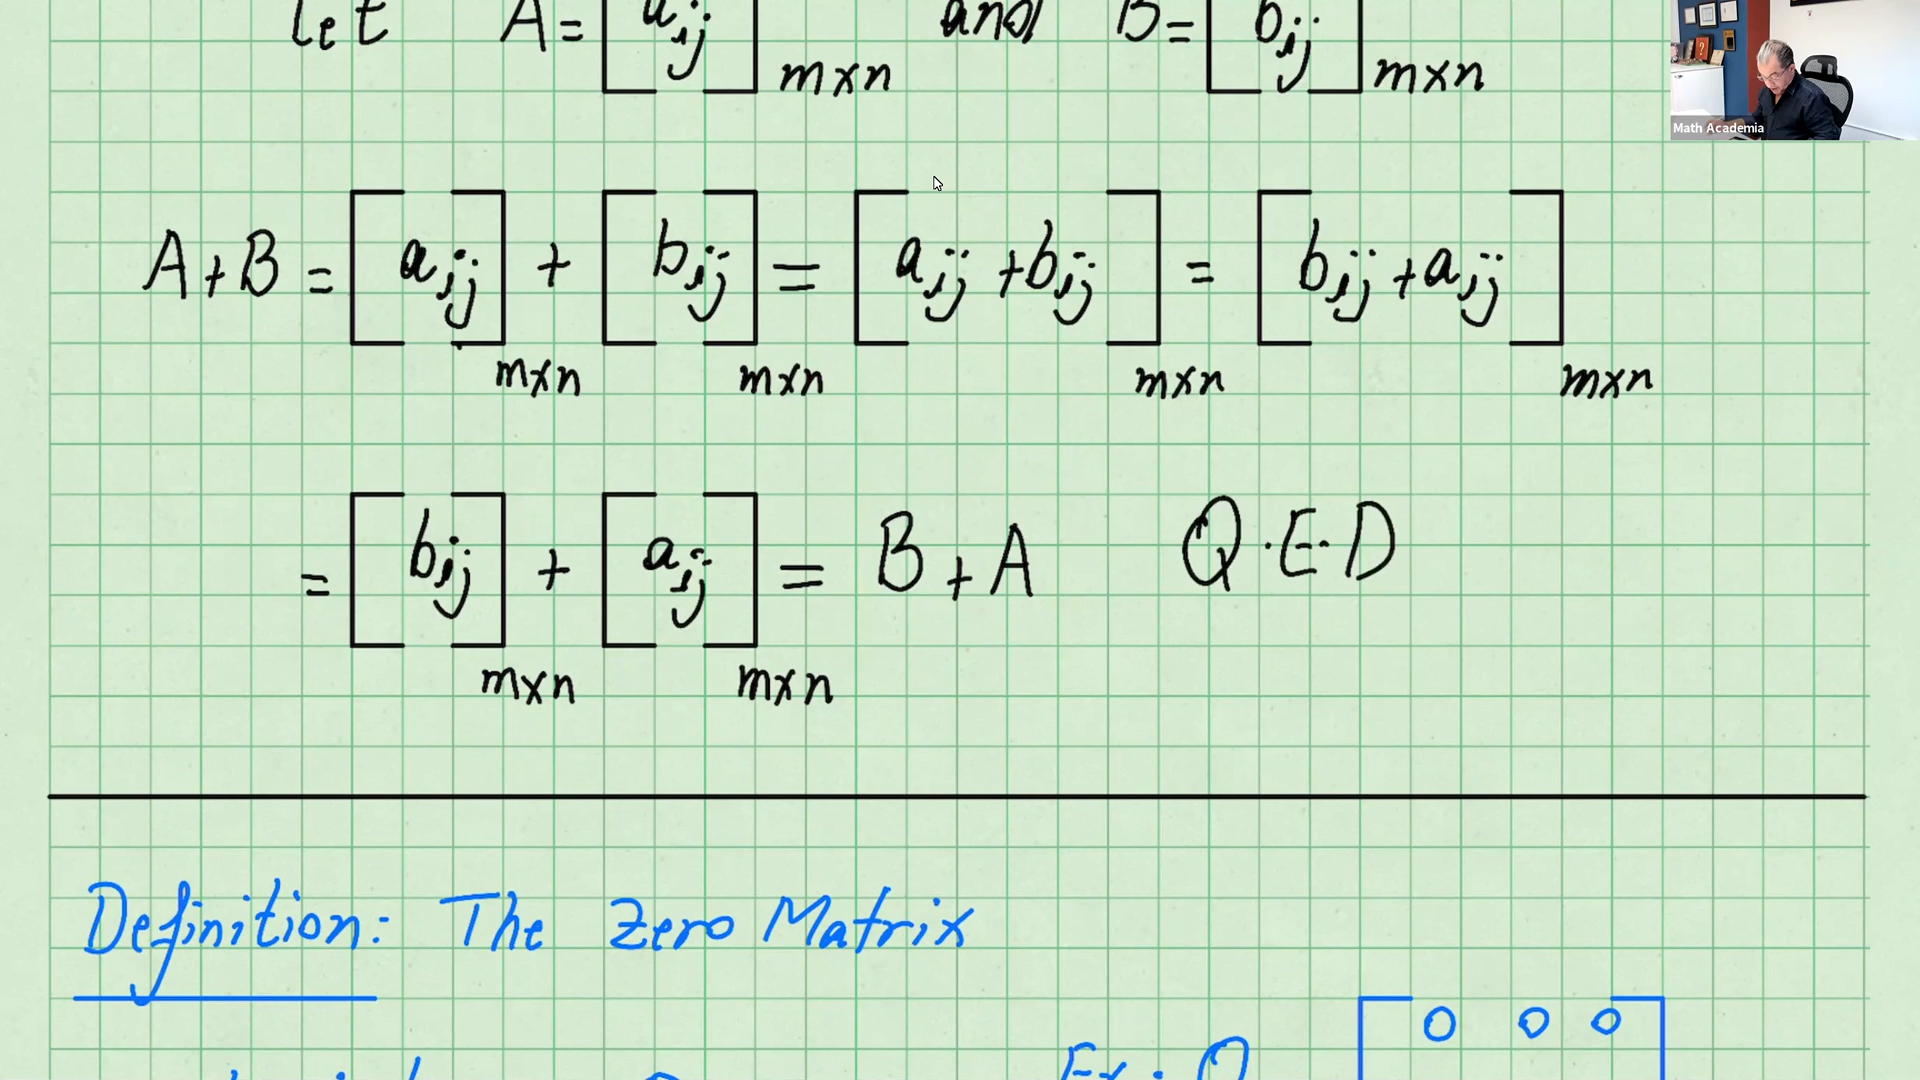 Let A = [aij] m×n and B = [bij] m×n
Math Academia
A+B = [aij] m×n + [bij] m×n = [aij + bij] m×n = [bij + aij] m×n
= [bij] m×n + [aij] m×n = B + A Q.E.D
Definition: The Zero Matrix
0 0 0
Ex: O